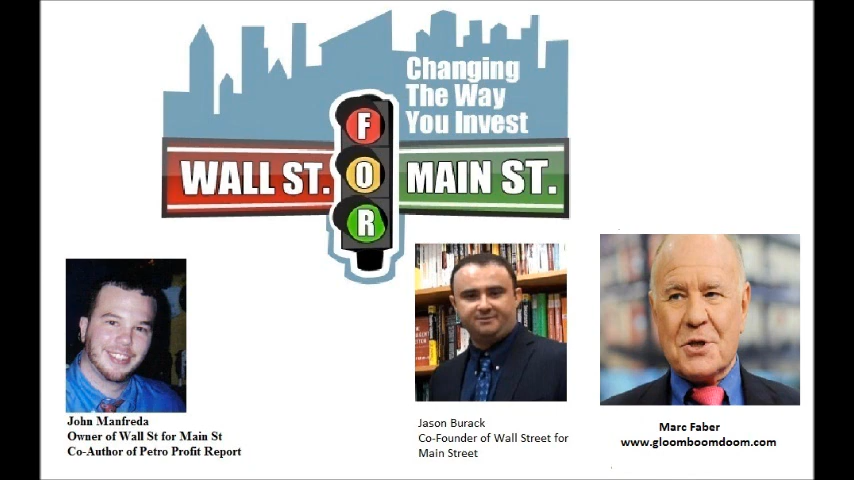 Changing
The Way
You Invest
WALL ST. FOR MAIN ST.
John Manfreda
Owner of Wall St for Main St
Co-Author of Petro Profit Report
Jason Burack
Co-Founder of Wall Street for
Main Street
Marc Faber
www.gloomboomdoom.com